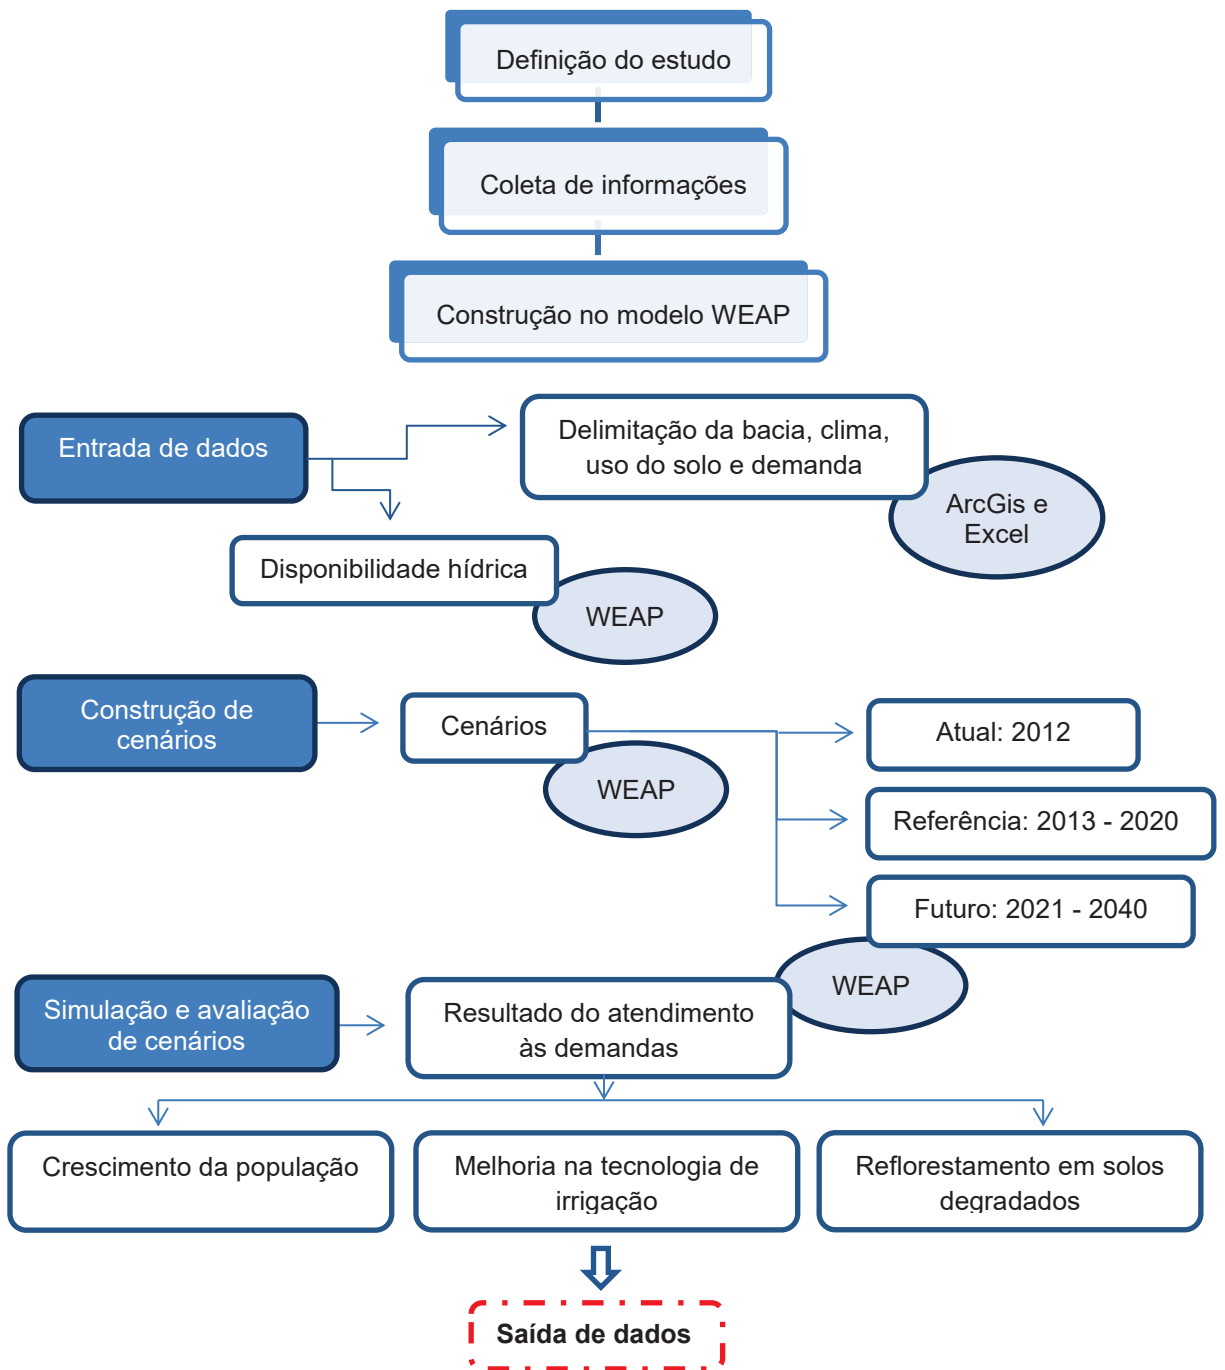 Definição do estudo
Coleta de informações
Construção no modelo WEAP
Entrada de dados
Delimitação da bacia, clima,
uso do solo e demanda
ArcGis e
Excel
Disponibilidade hídrica
WEAP
Construção de
cenários
Cenários
WEAP
Atual: 2012
Referência: 2013 - 2020
Futuro: 2021 - 2040
WEAP
Simulação e avaliação
de cenários
Resultado do atendimento
às demandas
Crescimento da população
Melhoria na tecnologia de
irrigação
Reflorestamento em solos
degradados
Saída de dados